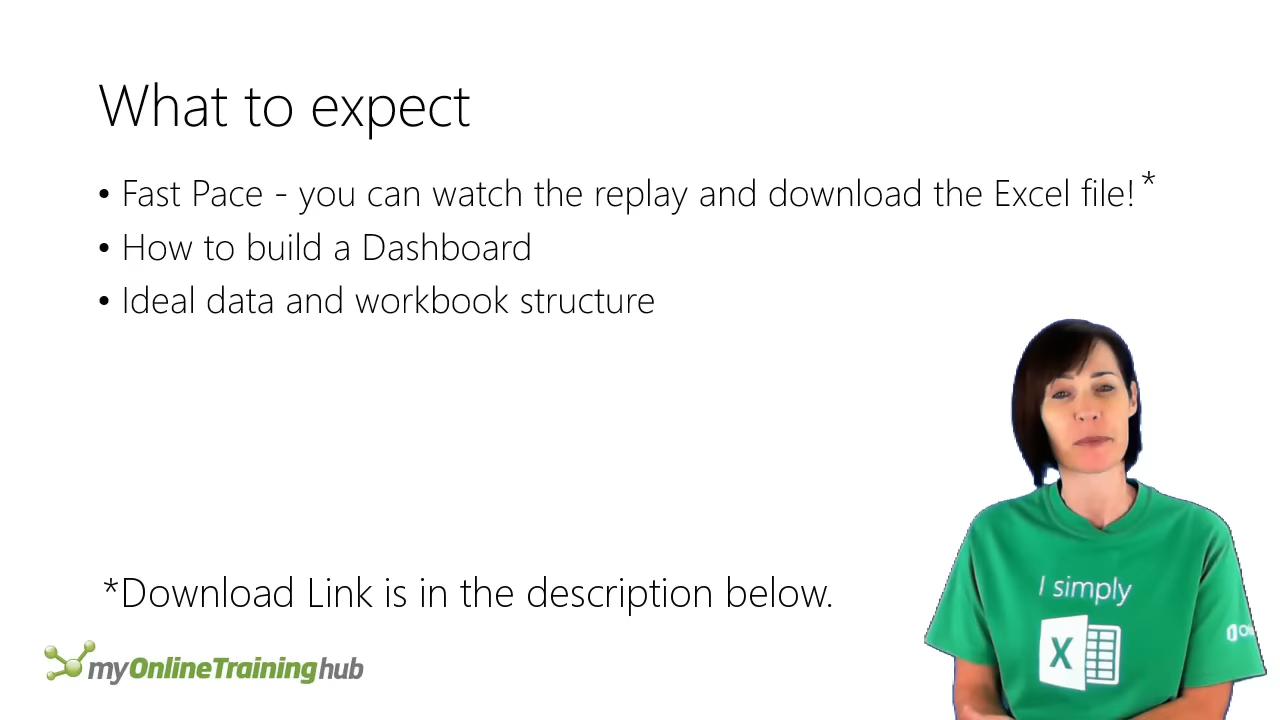 What to expect
• Fast Pace - you can watch the replay and download the Excel file!*
• How to build a Dashboard
• Ideal data and workbook structure
*Download Link is in the description below.
I simply
X
myOnlineTraininghub